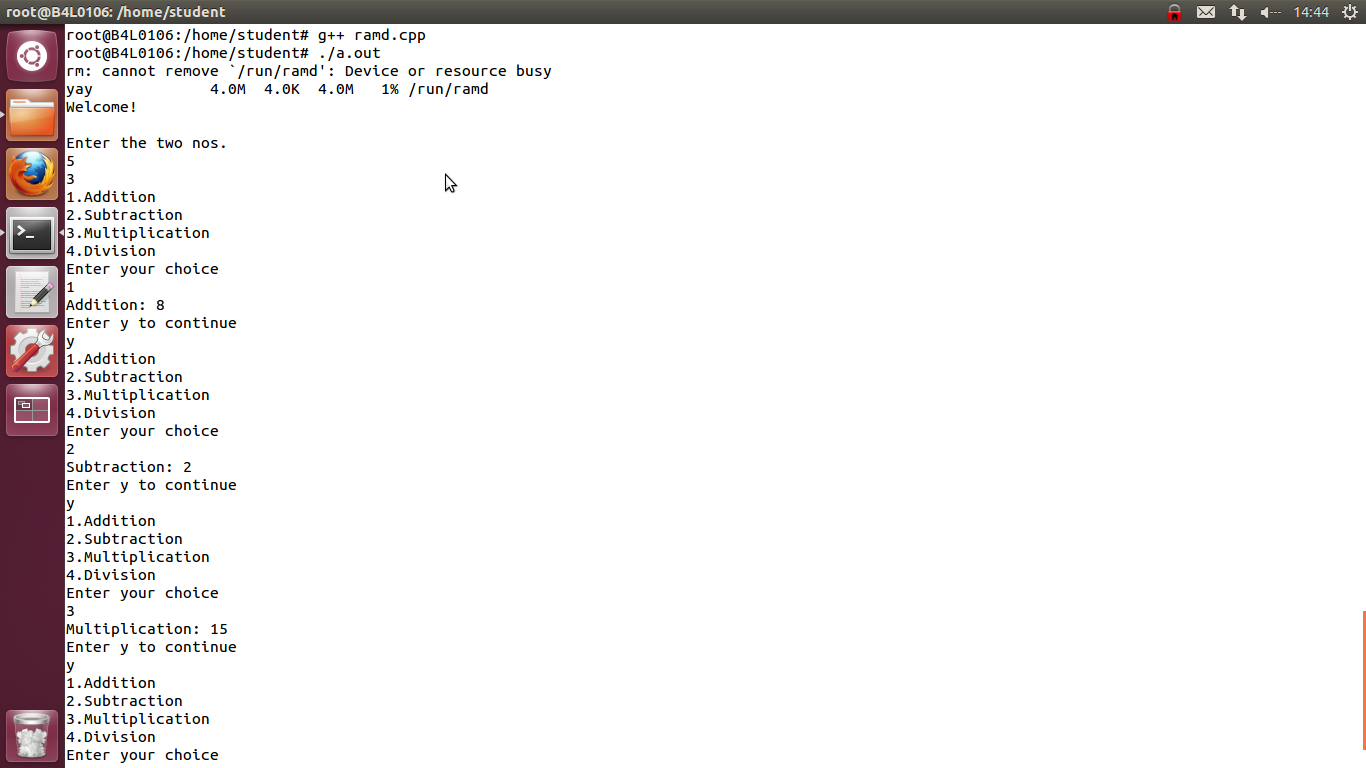 root@B4L0106: /home/student
14:44
root@B4L0106:/home/student# g++ ramd.cpp
root@B4L0106:/home/student# ./a.out
rm: cannot remove `/run/ramd': Device or resource busy
yay                4.0M  4.0K  4.0M   1% /run/ramd
Welcome!

Enter the two nos.
5
3
1.Addition
2.Subtraction
3.Multiplication
4.Division
Enter your choice
1
Addition: 8
Enter y to continue
y
1.Addition
2.Subtraction
3.Multiplication
4.Division
Enter your choice
2
Subtraction: 2
Enter y to continue
y
1.Addition
2.Subtraction
3.Multiplication
4.Division
Enter your choice
3
Multiplication: 15
Enter y to continue
y
1.Addition
2.Subtraction
3.Multiplication
4.Division
Enter your choice